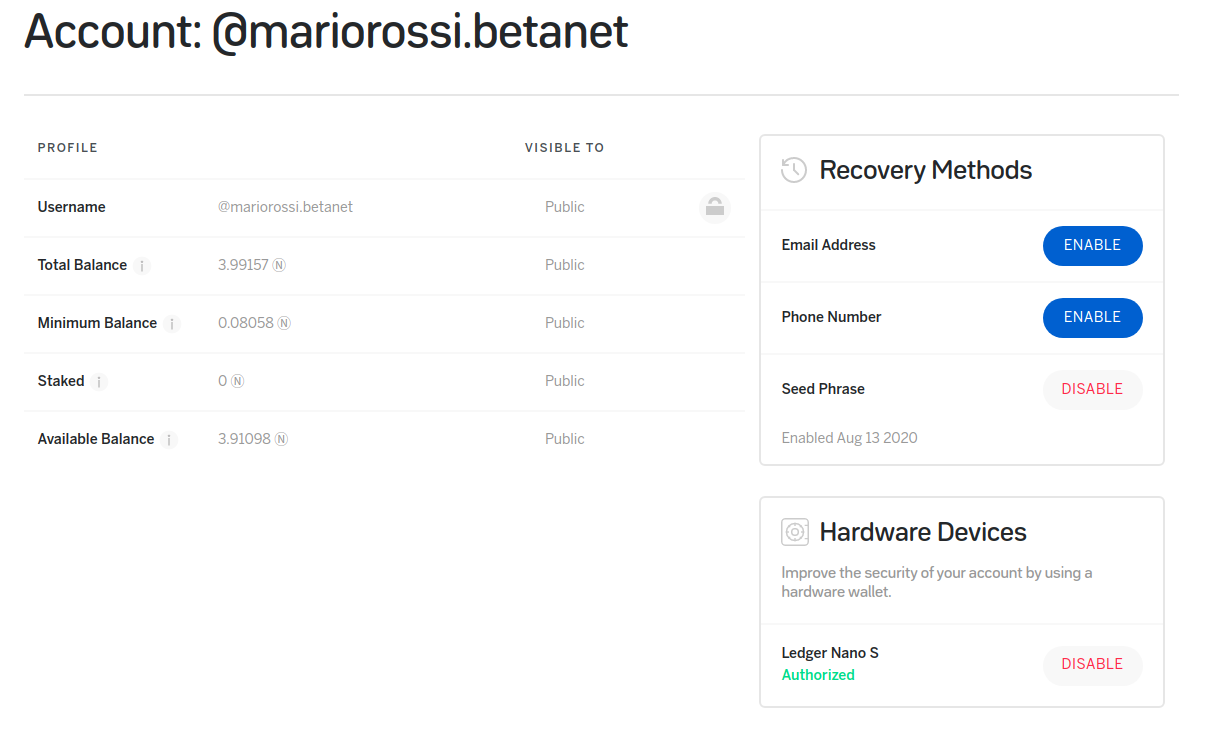 Account: @mariorossi.betanet
PROFILE VISIBLE TO
Username @mariorossi.betanet Public
Total Balance i 3.99157 Ⓝ Public
Minimum Balance i 0.08058 Ⓝ Public
Staked i 0 Ⓝ Public
Available Balance i 3.91098 Ⓝ Public
Recovery Methods
Email Address ENABLE
Phone Number ENABLE
Seed Phrase DISABLE
Enabled Aug 13 2020
Hardware Devices
Improve the security of your account by using a
hardware wallet.
Ledger Nano S
Authorized
DISABLE